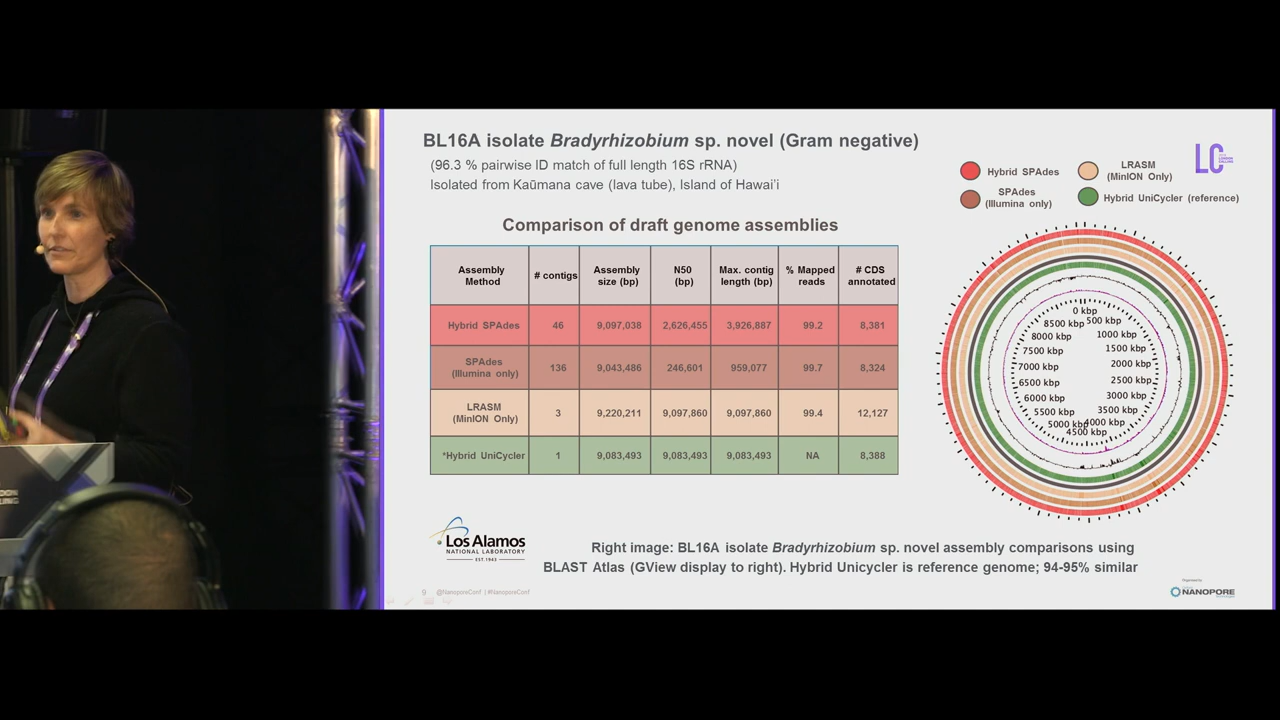 BL16A isolate Bradyrhizobium sp. novel (Gram negative)
(96.3 % pairwise ID match of full length 16S rRNA)
Isolated from Kaūmana cave (lava tube), Island of Hawai'i
LC
Hybrid SPAdes
LRASM
(MinION Only)
SPAdes
(Illumina only)
Hybrid UniCycler (reference)
Comparison of draft genome assemblies
Assembly Method # contigs Assembly size (bp) N50 (bp) Max. contig length (bp) % Mapped reads # CDS annotated
Hybrid SPAdes 46 9,097,038 2,626,455 3,926,887 99.2 8,381
SPAdes (Illumina only) 136 9,043,486 246,601 959,077 99.7 8,324
LRASM (MinION Only) 3 9,220,211 9,097,860 9,097,860 99.4 12,127
*Hybrid UniCycler 1 9,083,493 9,083,493 9,083,493 NA 8,388
0 kbp
500 kbp
1000 kbp
1500 kbp
2000 kbp
2500 kbp
3000 kbp
3500 kbp
4000 kbp
4500 kbp
5000 kbp
5500 kbp
6000 kbp
6500 kbp
7000 kbp
7500 kbp
8000 kbp
8500 kbp
Los Alamos
NATIONAL LABORATORY
EST.1943
Right image: BL16A isolate Bradyrhizobium sp. novel assembly comparisons using
BLAST Atlas (GView display to right). Hybrid Unicycler is reference genome; 94-95% similar
@NanoporeConf | #NanoporeConf
Organised by
NANOPORE